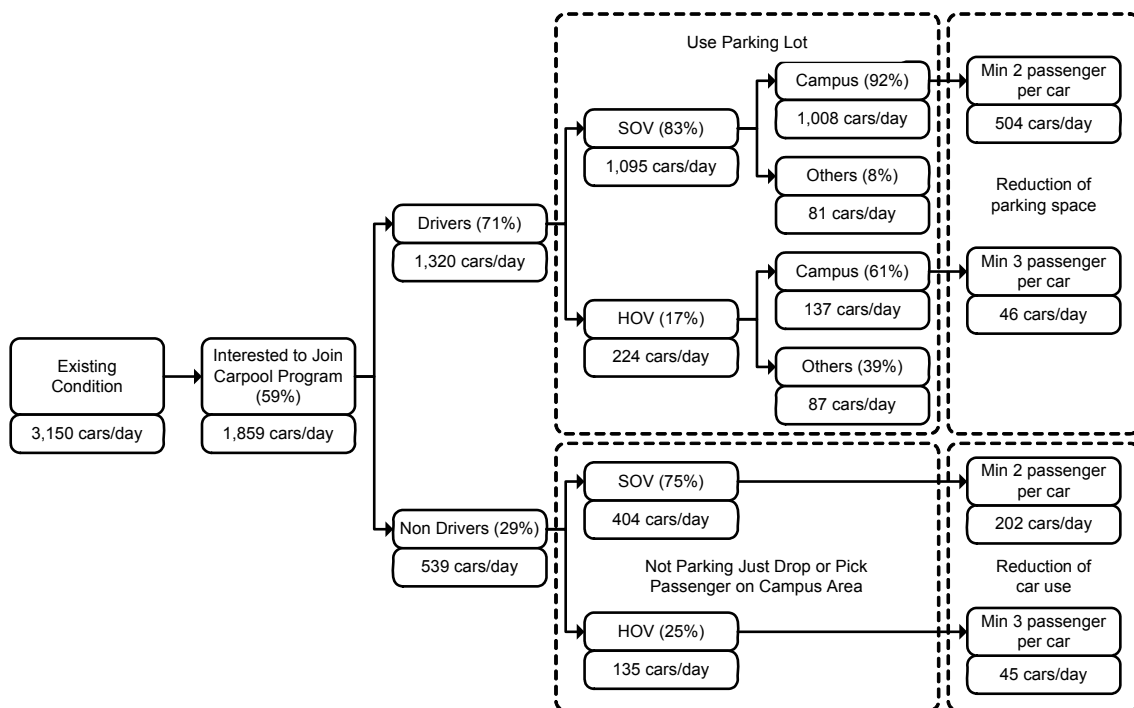 Existing
Condition
3,150 cars/day
Interested to Join
Carpool Program
(59%)
1,859 cars/day
Drivers (71%)
1,320 cars/day
Non Drivers (29%)
539 cars/day
Use Parking Lot
SOV (83%)
1,095 cars/day
Campus (92%)
1,008 cars/day
Others (8%)
81 cars/day
HOV (17%)
224 cars/day
Campus (61%)
137 cars/day
Others (39%)
87 cars/day
Min 2 passenger
per car
504 cars/day
Reduction of
parking space
Min 3 passenger
per car
46 cars/day
SOV (75%)
404 cars/day
Not Parking Just Drop or Pick
Passenger on Campus Area
HOV (25%)
135 cars/day
Min 2 passenger
per car
202 cars/day
Reduction of
car use
Min 3 passenger
per car
45 cars/day